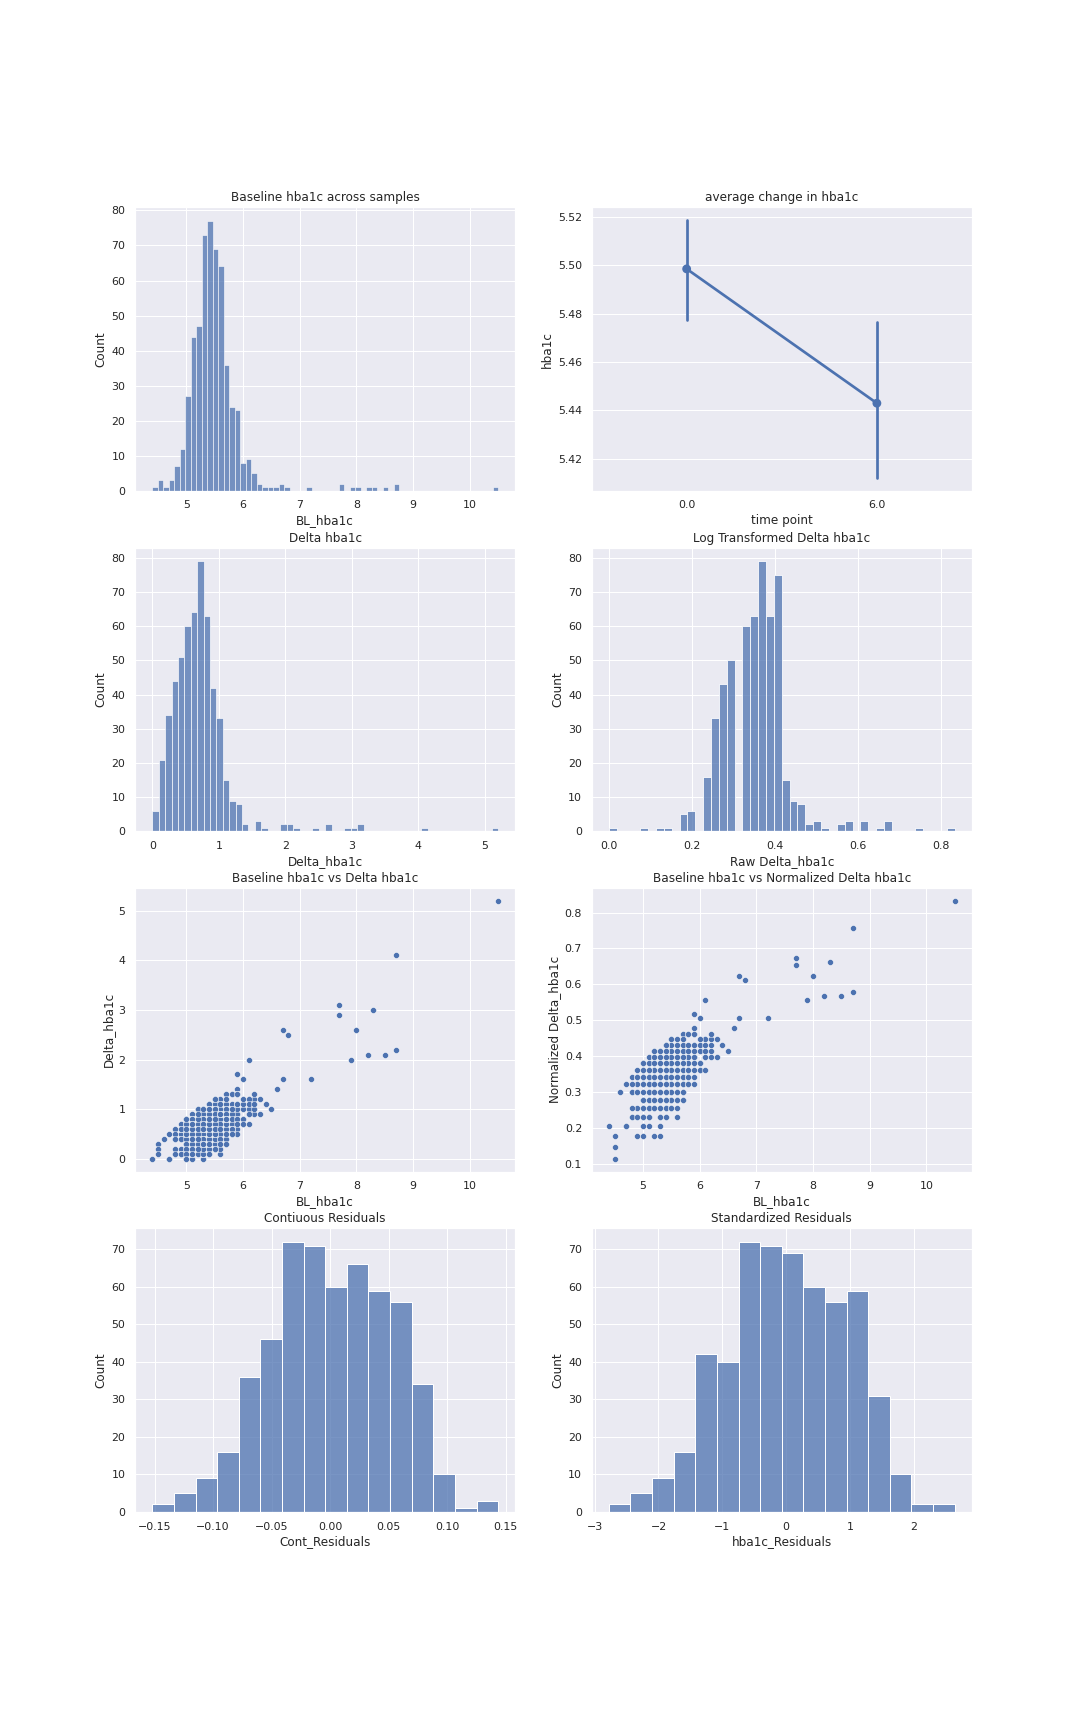 Baseline hba1c across samples
80
70
60
50
40
30
20
10
0
Count
5 6 7 8 9 10
BL_hba1c
average change in hba1c
5.52
5.50
5.48
5.46
5.44
5.42
hba1c
0.0 6.0
time point
Delta hba1c
80
70
60
50
40
30
20
10
0
Count
0 1 2 3 4 5
Delta_hba1c
Log Transformed Delta hba1c
80
70
60
50
40
30
20
10
0
Count
0.0 0.2 0.4 0.6 0.8
Raw Delta_hba1c
Baseline hba1c vs Delta hba1c
5
4
3
2
1
0
Delta_hba1c
5 6 7 8 9 10
BL_hba1c
Baseline hba1c vs Normalized Delta hba1c
0.8
0.7
0.6
0.5
0.4
0.3
0.2
0.1
Normalized Delta_hba1c
5 6 7 8 9 10
BL_hba1c
Contiuous Residuals
70
60
50
40
30
20
10
0
Count
−0.15 −0.10 −0.05 0.00 0.05 0.10 0.15
Cont_Residuals
Standardized Residuals
70
60
50
40
30
20
10
0
Count
−3 −2 −1 0 1 2
hba1c_Residuals